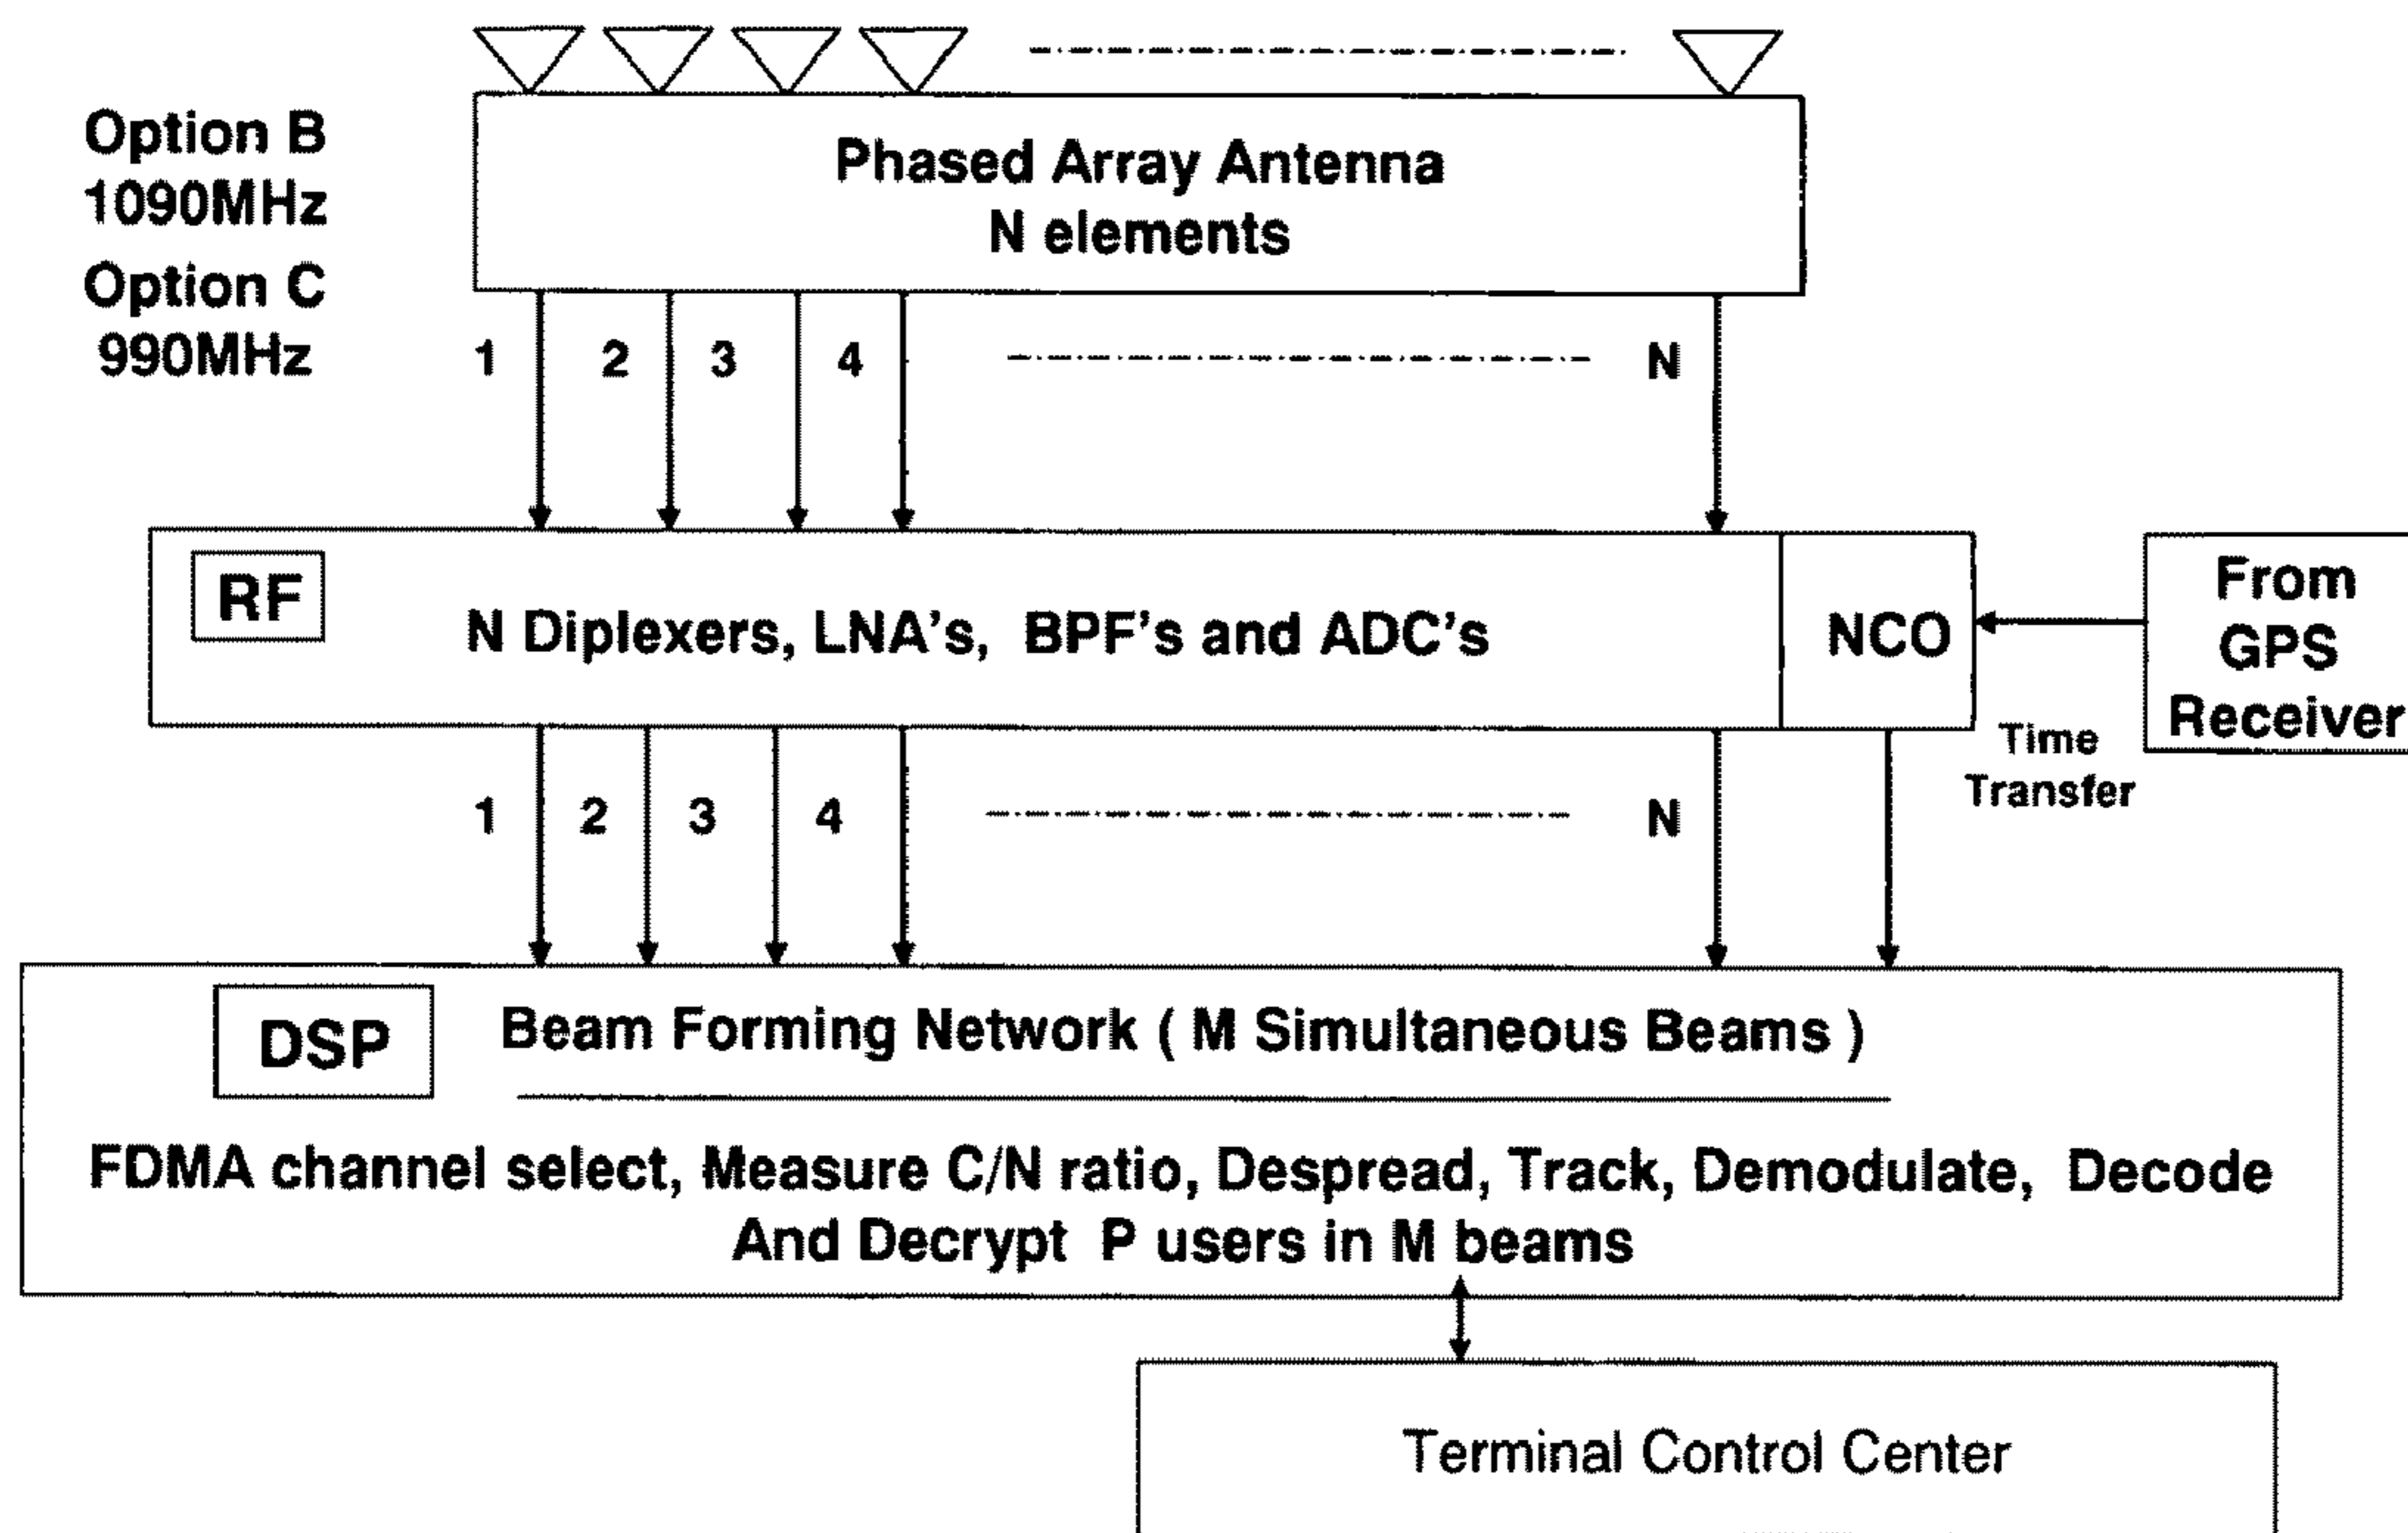 Option B
1090MHz
Option C
990MHz
Phased Array Antenna
N elements
1 2 3 4 N
RF
N Diplexers, LNA's, BPF's and ADC's
NCO
From
GPS
Receiver
Time
Transfer
1 2 3 4 N
DSP
Beam Forming Network ( M Simultaneous Beams )
FDMA channel select, Measure C/N ratio, Despread, Track, Demodulate, Decode
And Decrypt P users in M beams
Terminal Control Center